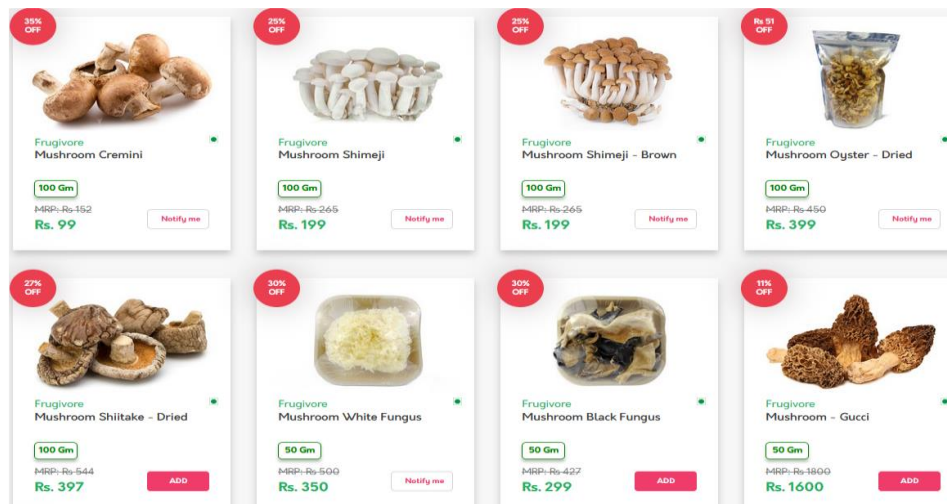 35%
OFF
Frugivore
Mushroom Cremini
100 Gm
MRP: Rs 152
Rs. 99
Notify me
25%
OFF
Frugivore
Mushroom Shimeji
100 Gm
MRP: Rs 265
Rs. 199
Notify me
25%
OFF
Frugivore
Mushroom Shimeji - Brown
100 Gm
MRP: Rs 265
Rs. 199
Notify me
Rs 51
OFF
Frugivore
Mushroom Oyster - Dried
100 Gm
MRP: Rs 450
Rs. 399
Notify me
27%
OFF
Frugivore
Mushroom Shiitake - Dried
100 Gm
MRP: Rs 544
Rs. 397
ADD
30%
OFF
Frugivore
Mushroom White Fungus
50 Gm
MRP: Rs 500
Rs. 350
Notify me
30%
OFF
Frugivore
Mushroom Black Fungus
50 Gm
MRP: Rs 427
Rs. 299
ADD
11%
OFF
Frugivore
Mushroom - Gucci
50 Gm
MRP: Rs 1800
Rs. 1600
ADD